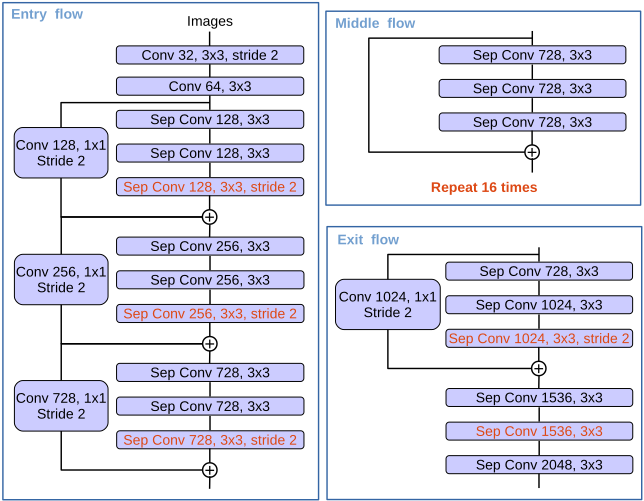 Entry flow
Images
Conv 32, 3x3, stride 2
Conv 64, 3x3
Sep Conv 128, 3x3
Conv 128, 1x1
Stride 2
Sep Conv 128, 3x3
Sep Conv 128, 3x3, stride 2
Sep Conv 256, 3x3
Conv 256, 1x1
Stride 2
Sep Conv 256, 3x3
Sep Conv 256, 3x3, stride 2
Sep Conv 728, 3x3
Conv 728, 1x1
Stride 2
Sep Conv 728, 3x3
Sep Conv 728, 3x3, stride 2
Middle flow
Sep Conv 728, 3x3
Sep Conv 728, 3x3
Sep Conv 728, 3x3
Repeat 16 times
Exit flow
Sep Conv 728, 3x3
Conv 1024, 1x1
Stride 2
Sep Conv 1024, 3x3
Sep Conv 1024, 3x3, stride 2
Sep Conv 1536, 3x3
Sep Conv 1536, 3x3
Sep Conv 2048, 3x3